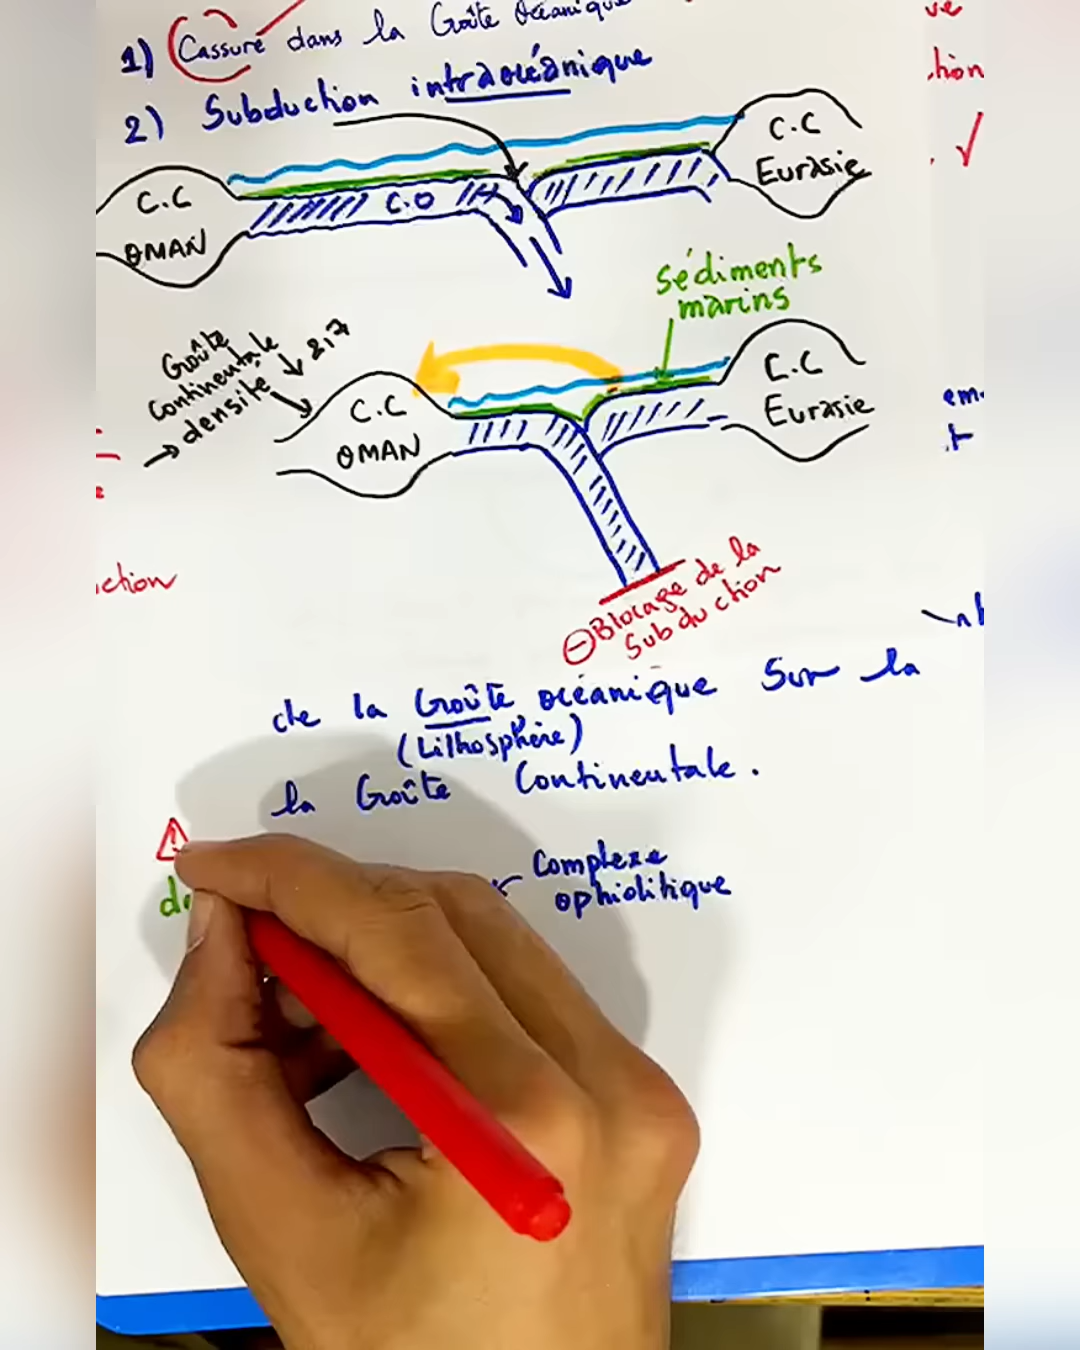 1) Cassure dans la Croûte Océanique
2) Subduction intraocéanique
C.C
OMAN
C.O
C.C
Eurasie
Sédiments
marins
Croûte
Continentale
→ densité → 2,7
C.C
OMAN
C.C
Eurasie
⊖ Blocage de la
Subduction
de la Croûte océanique Sur la
(Lithosphère)
la Croûte Continentale.
Complexe
ophiolitique
ve